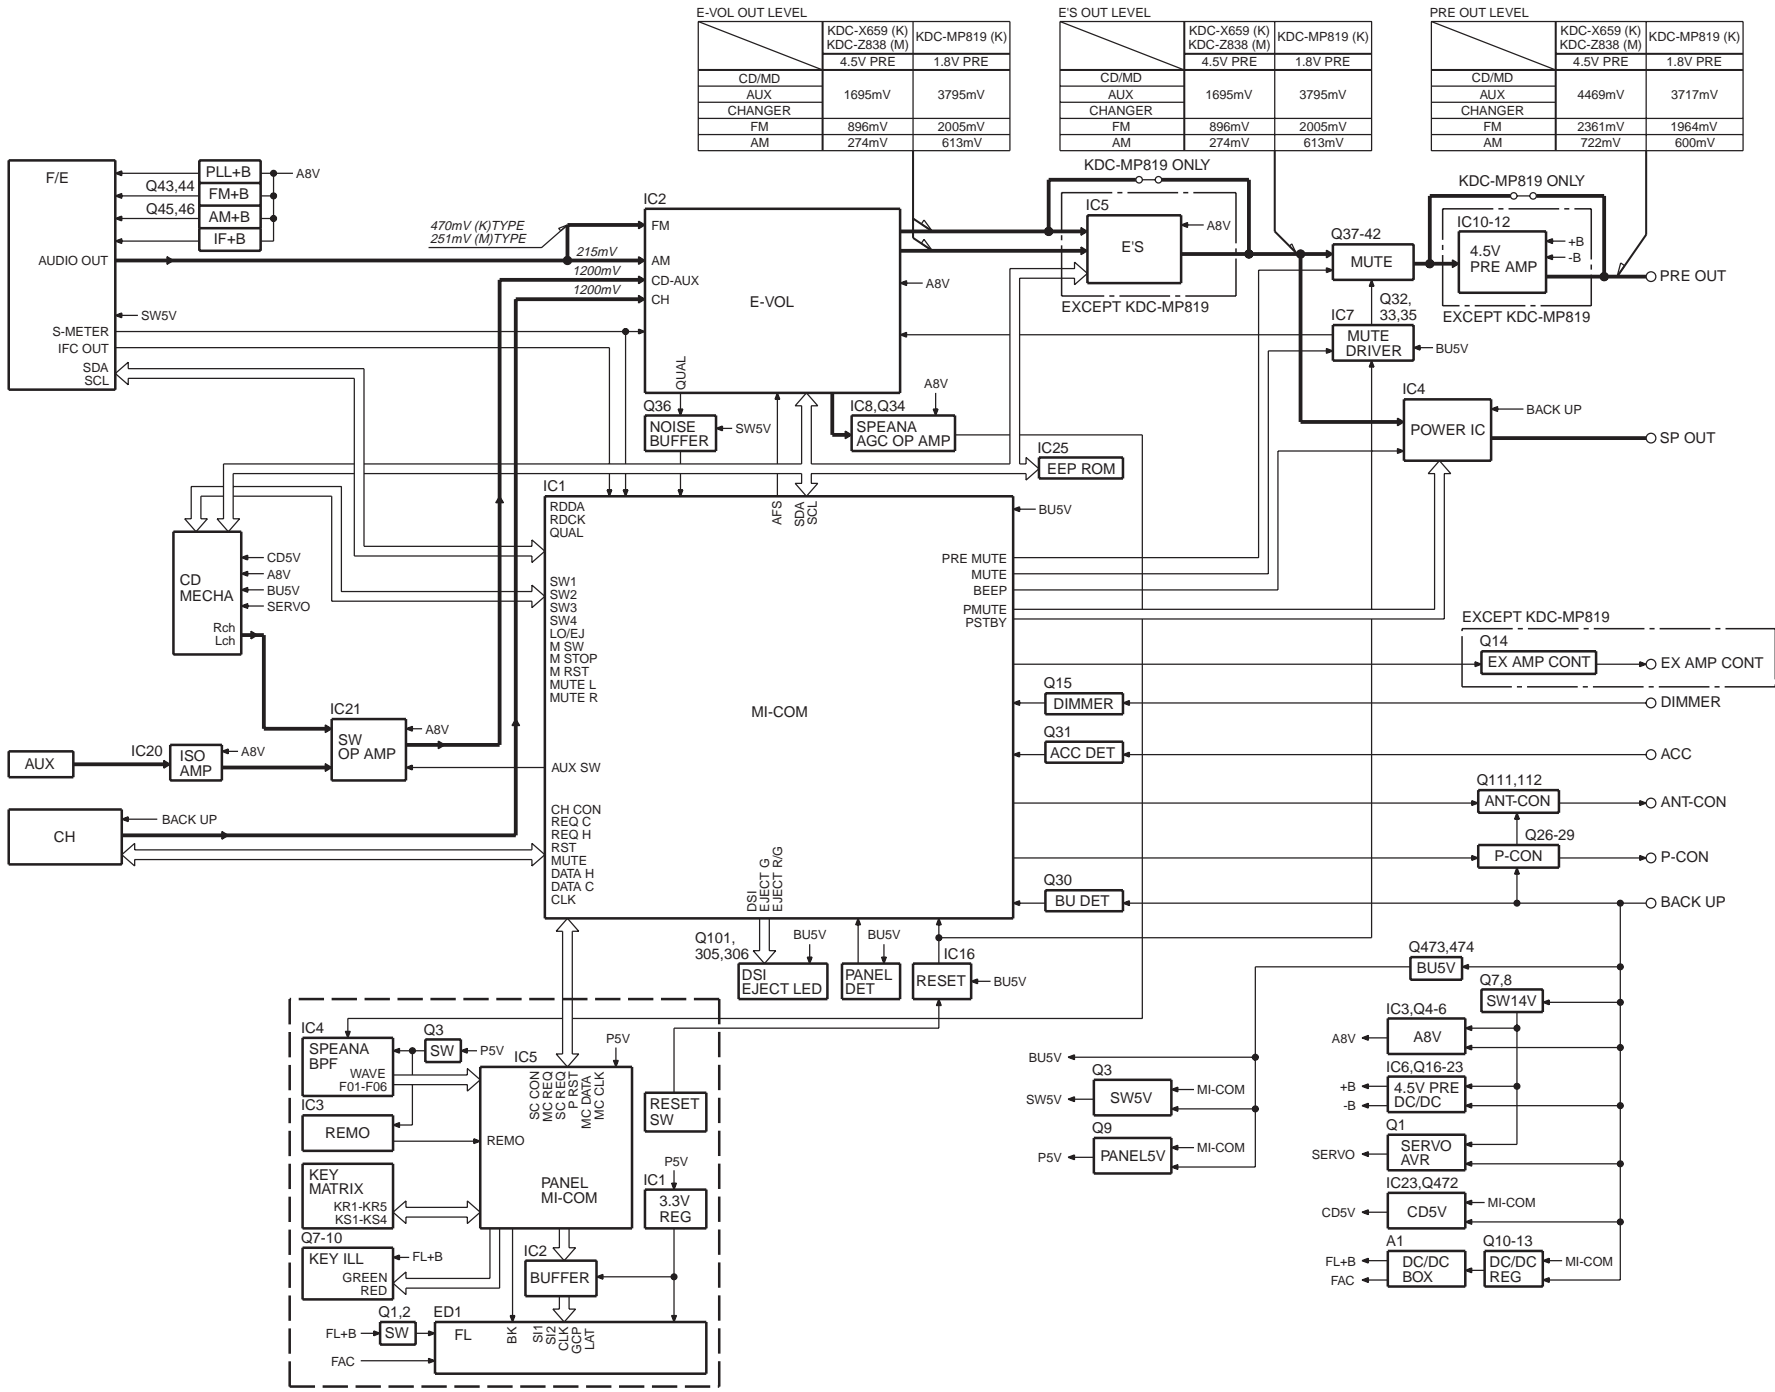 E-VOL OUT LEVEL
KDC-X659 (K)
KDC-Z838 (M)
KDC-MP819 (K)
4.5V PRE
1.8V PRE
CD/MD
AUX
CHANGER
1695mV
3795mV
FM
896mV
2005mV
AM
274mV
613mV
E'S OUT LEVEL
KDC-X659 (K)
KDC-Z838 (M)
KDC-MP819 (K)
4.5V PRE
1.8V PRE
CD/MD
AUX
CHANGER
1695mV
3795mV
FM
896mV
2005mV
AM
274mV
613mV
PRE OUT LEVEL
KDC-X659 (K)
KDC-Z838 (M)
KDC-MP819 (K)
4.5V PRE
1.8V PRE
CD/MD
AUX
CHANGER
4469mV
3717mV
FM
2361mV
1964mV
AM
722mV
600mV
F/E
AUDIO OUT
S-METER
IFC OUT
SDA
SCL
Q43,44
Q45,46
PLL+B
FM+B
AM+B
IF+B
A8V
SW5V
470mV (K)TYPE
251mV (M)TYPE
215mV
1200mV
1200mV
IC2
FM
AM
CD-AUX
CH
E-VOL
QUAL
A8V
KDC-MP819 ONLY
IC5
E'S
A8V
EXCEPT KDC-MP819
Q37-42
MUTE
KDC-MP819 ONLY
IC10-12
4.5V
PRE AMP
+B
-B
EXCEPT KDC-MP819
PRE OUT
Q32,
33,35
IC7
MUTE
DRIVER
BU5V
IC4
POWER IC
BACK UP
SP OUT
Q36
NOISE
BUFFER
SW5V
A8V
IC8,Q34
SPEANA
AGC OP AMP
IC25
EEP ROM
CD
MECHA
CD5V
A8V
BU5V
SERVO
Rch
Lch
IC1
RDDA
RDCK
QUAL
SW1
SW2
SW3
SW4
LO/EJ
M SW
M STOP
M RST
MUTE L
MUTE R
AUX SW
CH CON
REQ C
REQ H
RST
MUTE
DATA H
DATA C
CLK
AFS
SDA
SCL
MI-COM
BU5V
PRE MUTE
MUTE
BEEP
PMUTE
PSTBY
DSI
EJECT G
EJECT R/G
AUX
IC20
ISO
AMP
A8V
IC21
SW
OP AMP
A8V
CH
BACK UP
EXCEPT KDC-MP819
Q14
EX AMP CONT
EX AMP CONT
Q15
DIMMER
DIMMER
Q31
ACC DET
ACC
Q111,112
ANT-CON
ANT-CON
Q26-29
P-CON
P-CON
Q30
BU DET
BACK UP
Q101,
305,306
BU5V
DSI
EJECT LED
BU5V
PANEL
DET
IC16
RESET
BU5V
Q473,474
BU5V
Q7,8
SW14V
IC3,Q4-6
A8V
A8V
IC6,Q16-23
4.5V PRE
DC/DC
+B
-B
Q1
SERVO
AVR
SERVO
IC23,Q472
CD5V
CD5V
MI-COM
A1
DC/DC
BOX
FL+B
FAC
Q10-13
DC/DC
REG
MI-COM
BU5V
Q3
SW5V
SW5V
MI-COM
Q9
PANEL5V
P5V
MI-COM
IC4
SPEANA
BPF
WAVE
F01-F06
Q3
SW
P5V
IC3
REMO
KEY
MATRIX
KR1-KR5
KS1-KS4
Q7-10
KEY ILL
GREEN
RED
FL+B
IC5
P5V
SC CON
MC REQ
SC REQ
P RST
MC DATA
MC CLK
REMO
PANEL
MI-COM
RESET
SW
P5V
IC1
3.3V
REG
IC2
BUFFER
Q1,2
SW
FL+B
FAC
ED1
FL
BK
SI1
SI2
CLK
GCP
LAT